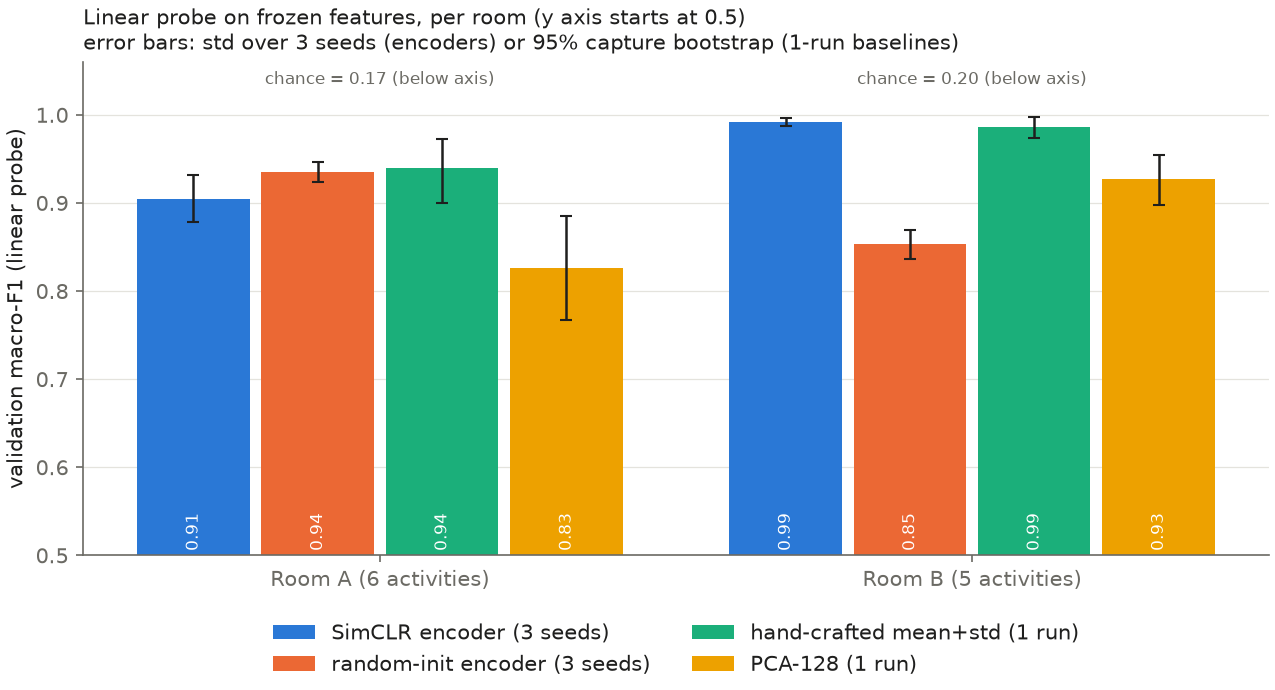 Linear probe on frozen features, per room (y axis starts at 0.5)
error bars: std over 3 seeds (encoders) or 95% capture bootstrap (1-run baselines)
chance = 0.17 (below axis)
chance = 0.20 (below axis)
validation macro-F1 (linear probe)
1.0
0.9
0.8
0.7
0.6
0.5
0.91
0.94
0.94
0.83
0.99
0.85
0.99
0.93
Room A (6 activities)
Room B (5 activities)
SimCLR encoder (3 seeds)
random-init encoder (3 seeds)
hand-crafted mean+std (1 run)
PCA-128 (1 run)